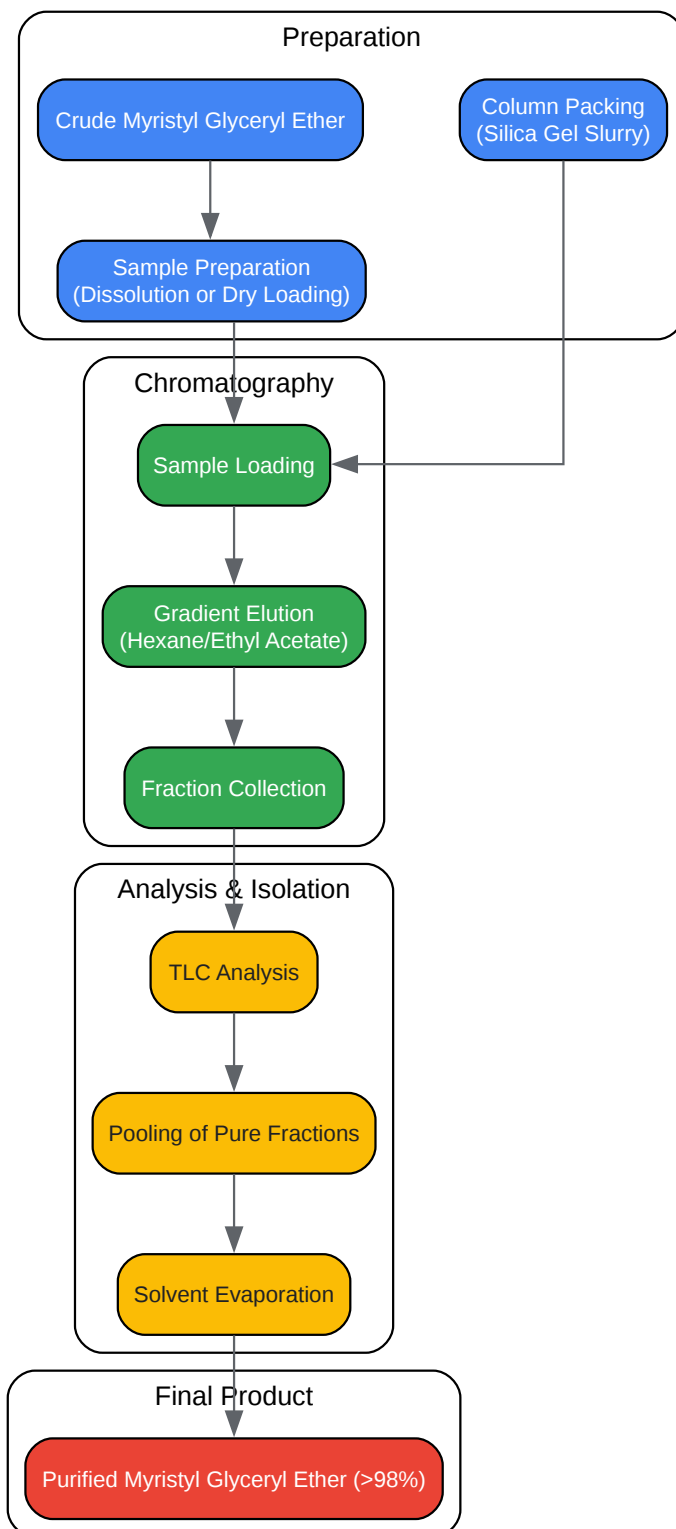 Preparation
Crude Myristyl Glyceryl Ether
Column Packing
(Silica Gel Slurry)
Sample Preparation
(Dissolution or Dry Loading)
Chromatography
Sample Loading
Gradient Elution
(Hexane/Ethyl Acetate)
Fraction Collection
Analysis & Isolation
TLC Analysis
Pooling of Pure Fractions
Solvent Evaporation
Final Product
Purified Myristyl Glyceryl Ether (>98%)